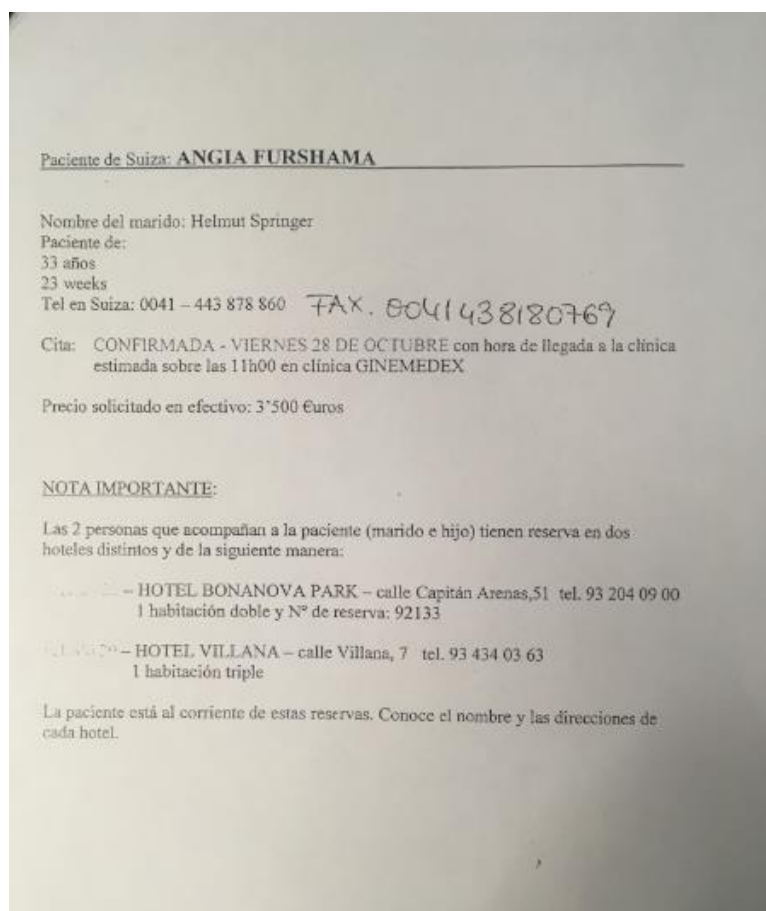 Paciente de Suiza: ANGIA FURSHAMA
Nombre del marido: Helmut Springer
Paciente de:
33 años
23 weeks
Tel en Suiza: 0041 – 443 878 860 FAX. 0041438180769
Cita: CONFIRMADA - VIERNES 28 DE OCTUBRE con hora de llegada a la clínica
estimada sobre las 11h00 en clínica GINEMEDEX
Precio solicitado en efectivo: 3'500 €uros
NOTA IMPORTANTE:
Las 2 personas que acompañan a la paciente (marido e hijo) tienen reserva en dos
hoteles distintos y de la siguiente manera:
– HOTEL BONANOVA PARK – calle Capitán Arenas,51 tel. 93 204 09 00
1 habitación doble y Nº de reserva: 92133
– HOTEL VILLANA – calle Villana, 7 tel. 93 434 03 63
1 habitación triple
La paciente está al corriente de estas reservas. Conoce el nombre y las direcciones de
cada hotel.